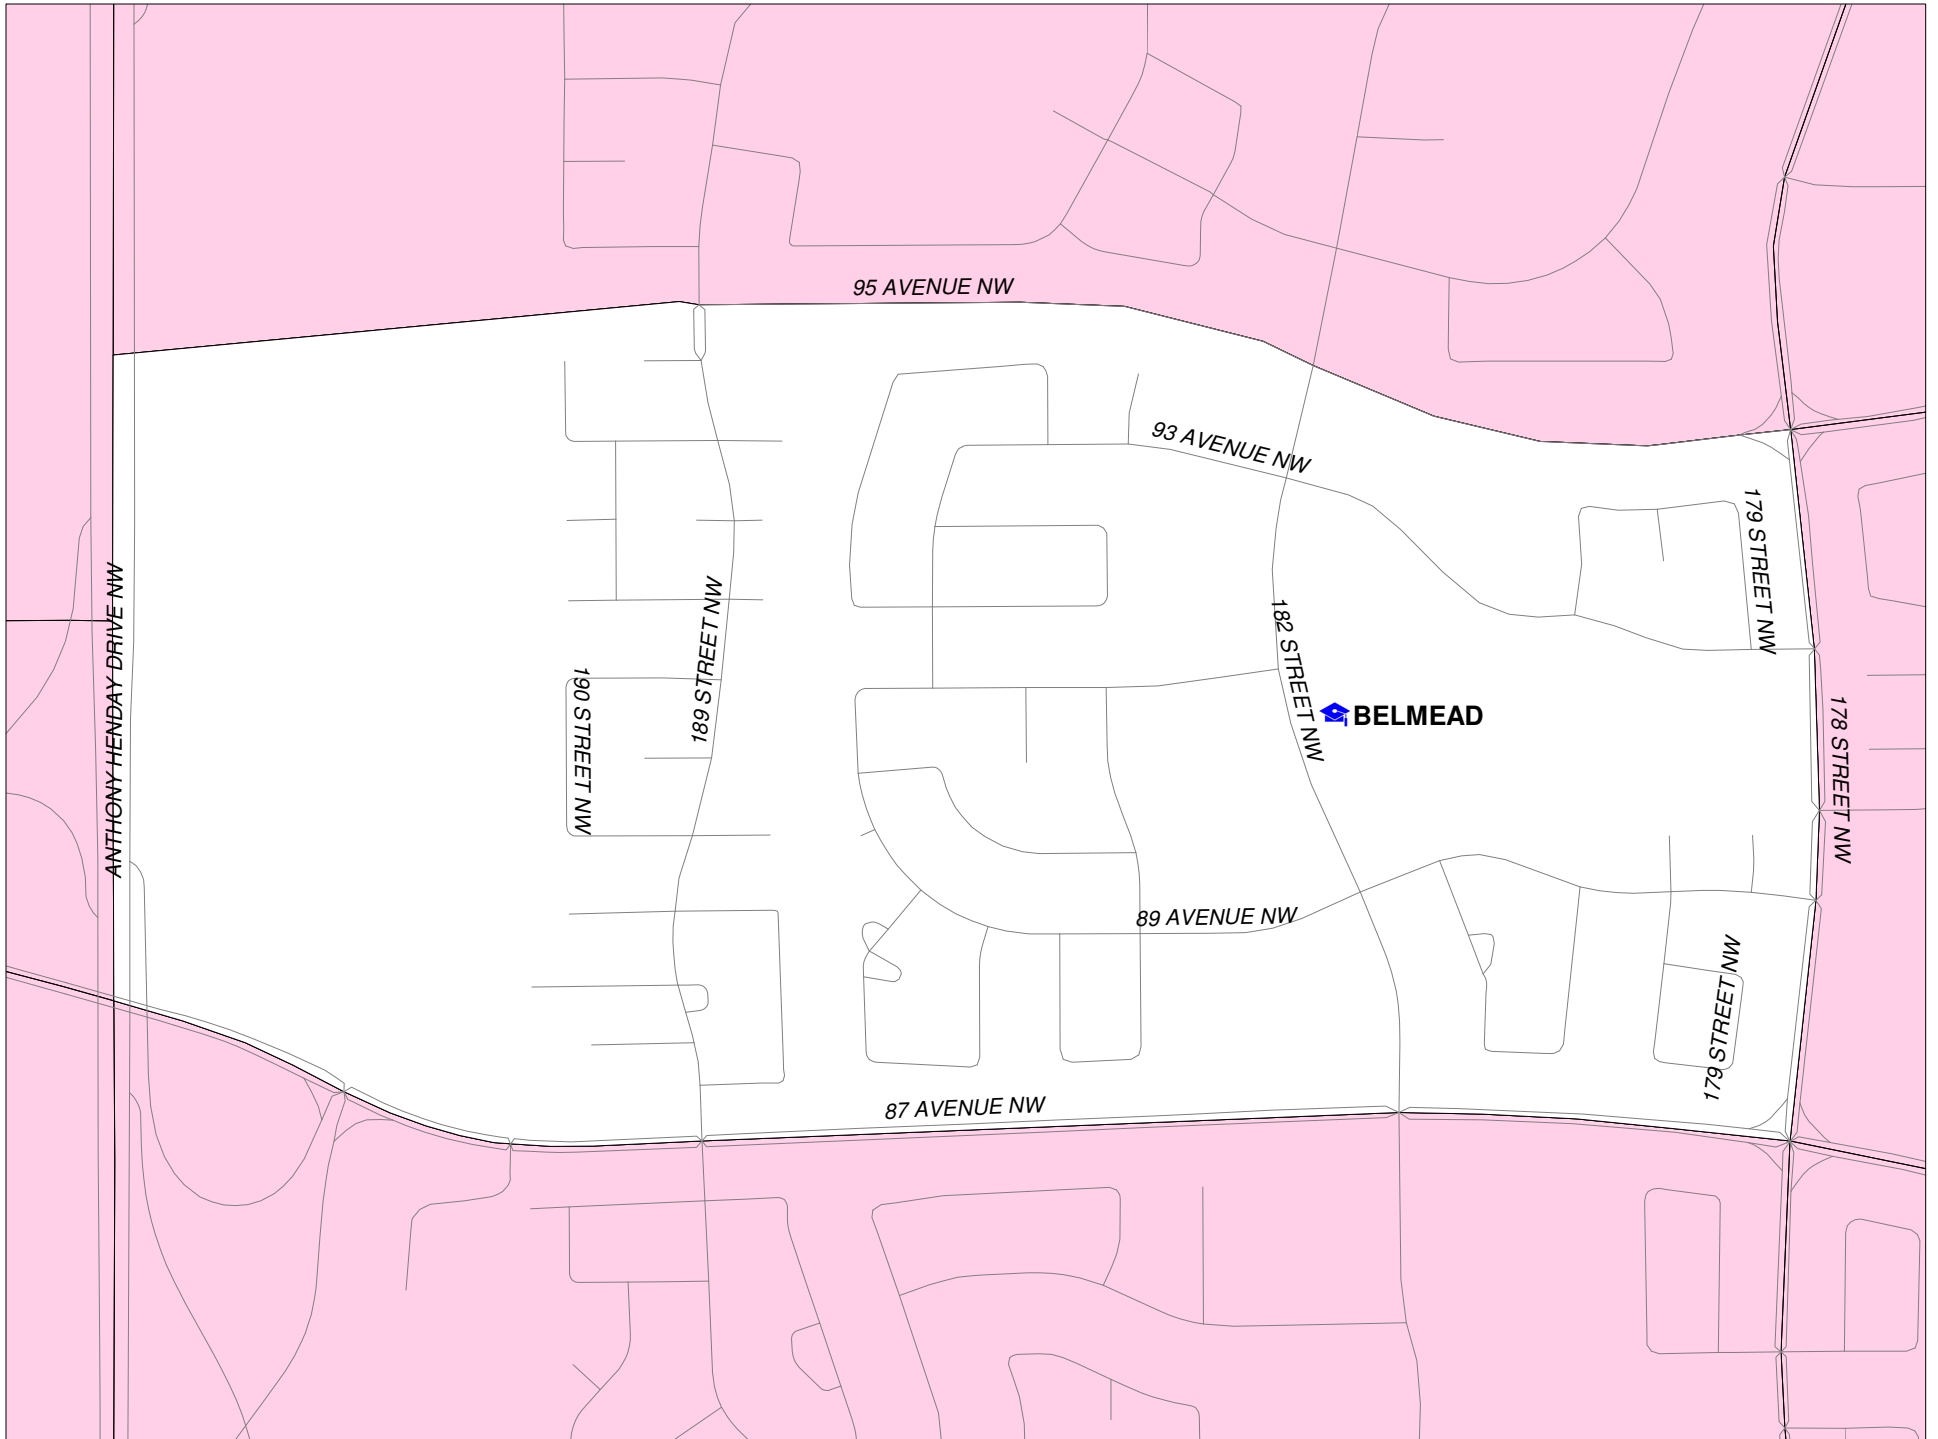 95 AVENUE NW
93 AVENUE NW
179 STREET NW
ANTHONY HENDAY DRIVE NW
189 STREET NW
182 STREET NW
190 STREET NW
BELMEAD
178 STREET NW
89 AVENUE NW
179 STREET NW
87 AVENUE NW